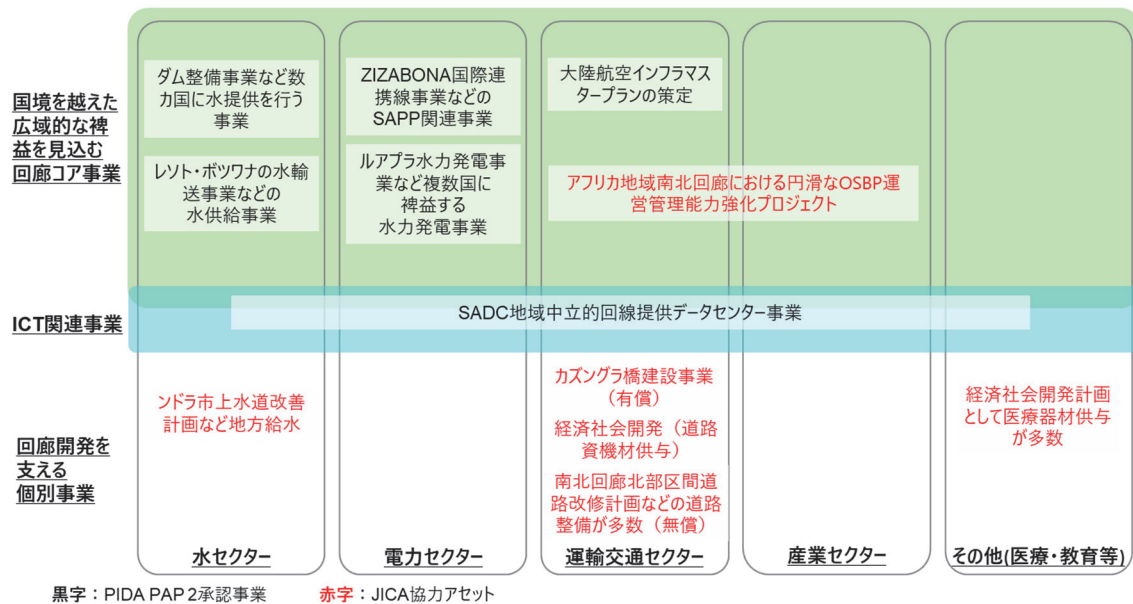 国境を越えた
広域的な裨
益を見込む
回廊コア事業
ダム整備事業など数
カ国に水提供を行う
事業
レソト・ボツワナの水輸
送事業などの
水供給事業
ZIZABONA国際連
携線事業などの
SAPP関連事業
ルアプラ水力発電事
業など複数国に
裨益する
水力発電事業
大陸航空インフラマス
タープランの策定
アフリカ地域南北回廊における円滑なOSBP運
営管理能力強化プロジェクト
ICT関連事業
SADC地域中立的回線提供データセンター事業
回廊開発を
支える
個別事業
ンドラ市上水道改善
計画など地方給水
カズングラ橋建設事業
（有償）
経済社会開発（道路
資機材供与）
南北回廊北部区間道
路改修計画などの道路
整備が多数（無償）
経済社会開発計画
として医療器材供与
が多数
水セクター
電力セクター
運輸交通セクター
産業セクター
その他(医療・教育等)
黒字：PIDA PAP 2承認事業
赤字：JICA協力アセット